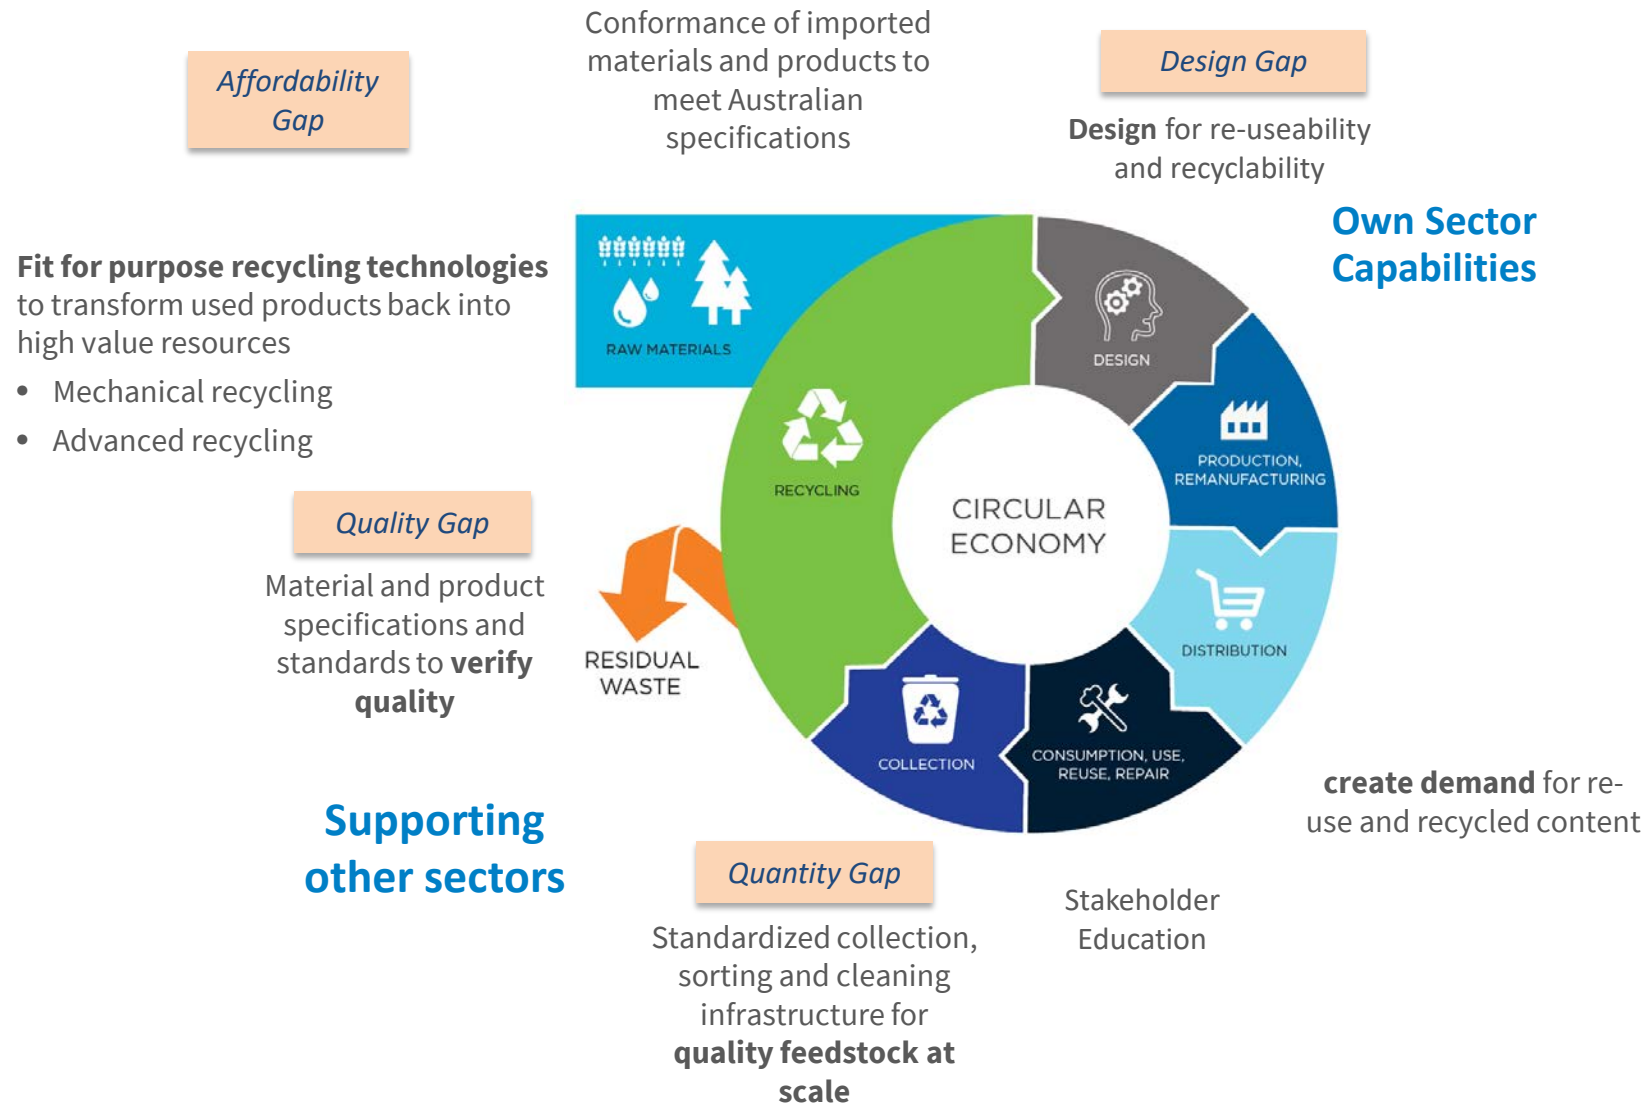 Affordability
Gap
Conformance of imported
materials and products to
meet Australian
specifications
Design Gap
Design for re-useability
and recyclability
Own Sector
Capabilities
Fit for purpose recycling technologies
to transform used products back into
high value resources
• Mechanical recycling
• Advanced recycling
RAW MATERIALS
DESIGN
PRODUCTION,
REMANUFACTURING
RECYCLING
CIRCULAR
ECONOMY
Quality Gap
Material and product
specifications and
standards to verify
quality
RESIDUAL
WASTE
DISTRIBUTION
COLLECTION
CONSUMPTION, USE,
REUSE, REPAIR
create demand for re-
use and recycled content
Supporting
other sectors
Quantity Gap
Standardized collection,
sorting and cleaning
infrastructure for
quality feedstock at
scale
Stakeholder
Education